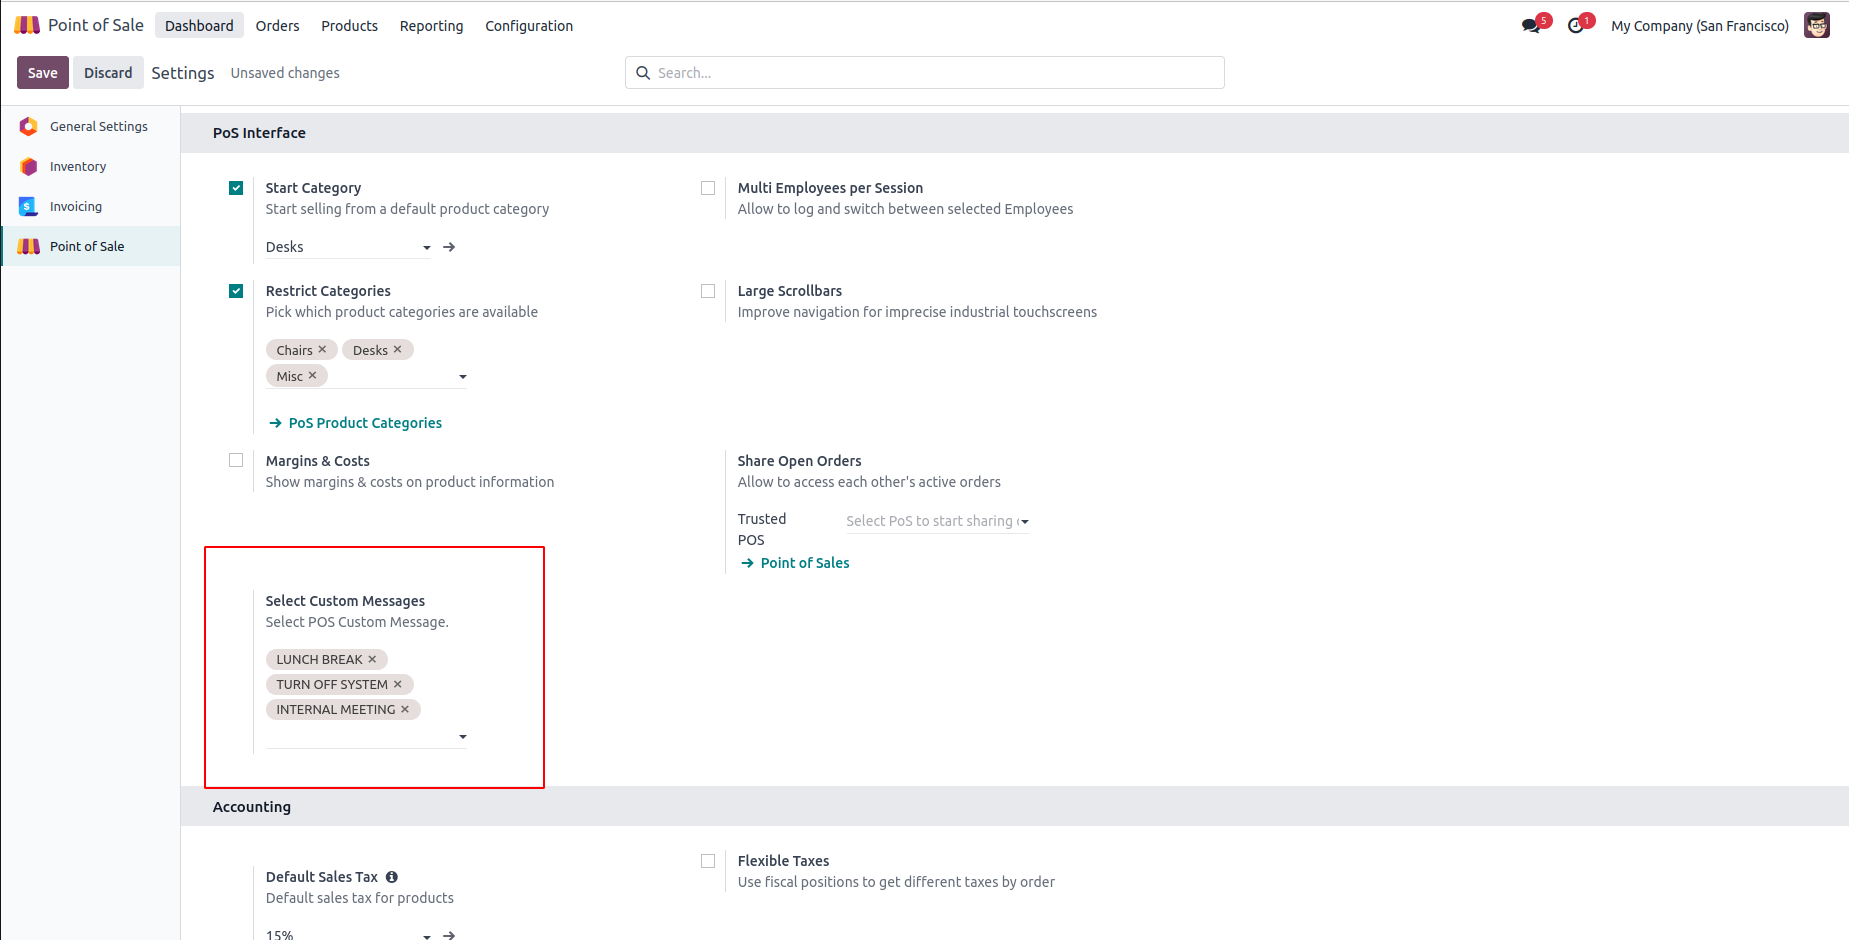 Point of Sale Dashboard Orders Products Reporting Configuration 5 1 My Company (San Francisco)
Save Discard Settings Unsaved changes Search...
General Settings
Inventory
Invoicing
Point of Sale
PoS Interface
Start Category
Start selling from a default product category
Desks
Multi Employees per Session
Allow to log and switch between selected Employees
Restrict Categories
Pick which product categories are available
Chairs × Desks ×
Misc ×
→ PoS Product Categories
Large Scrollbars
Improve navigation for imprecise industrial touchscreens
Margins & Costs
Show margins & costs on product information
Share Open Orders
Allow to access each other's active orders
Trusted
POS
Select PoS to start sharing
→ Point of Sales
Select Custom Messages
Select POS Custom Message.
LUNCH BREAK ×
TURN OFF SYSTEM ×
INTERNAL MEETING ×
Accounting
Default Sales Tax
Default sales tax for products
15%
Flexible Taxes
Use fiscal positions to get different taxes by order